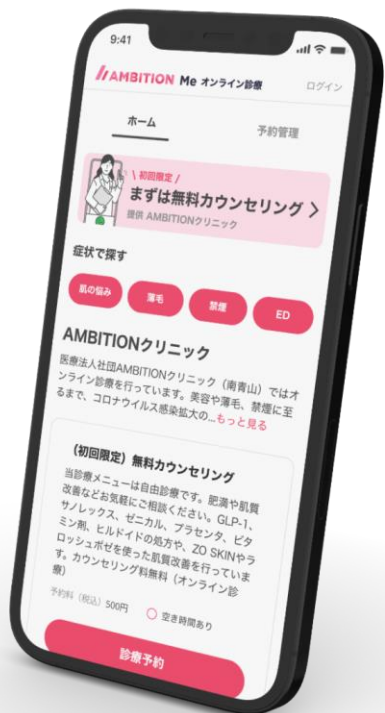 9:41
AMBITION Me オンライン診療
ログイン
ホーム
予約管理
\ 初回限定 /
まずは無料カウンセリング >
提供 AMBITIONクリニック
症状で探す
肌の悩み
薄毛
禁煙
ED
AMBITIONクリニック
医療法人社団AMBITIONクリニック(南青山)ではオ
ンライン診療を行っています。美容や薄毛、禁煙に至
るまで、コロナウイルス感染拡大の...もっと見る
(初回限定)無料カウンセリング
当診療メニューは自由診療です。肥満や肌質
改善などお気軽にご相談ください。GLP-1、
サノレックス、ゼニカル、プラセンタ、ビタ
ミン剤、ヒルドイドの処方や、ZO SKINやラ
ロッシュポゼを使った肌質改善を行っていま
す。カウンセリング料無料(オンライン診
療)
予約料(税込)500円
空き時間あり
診療予約